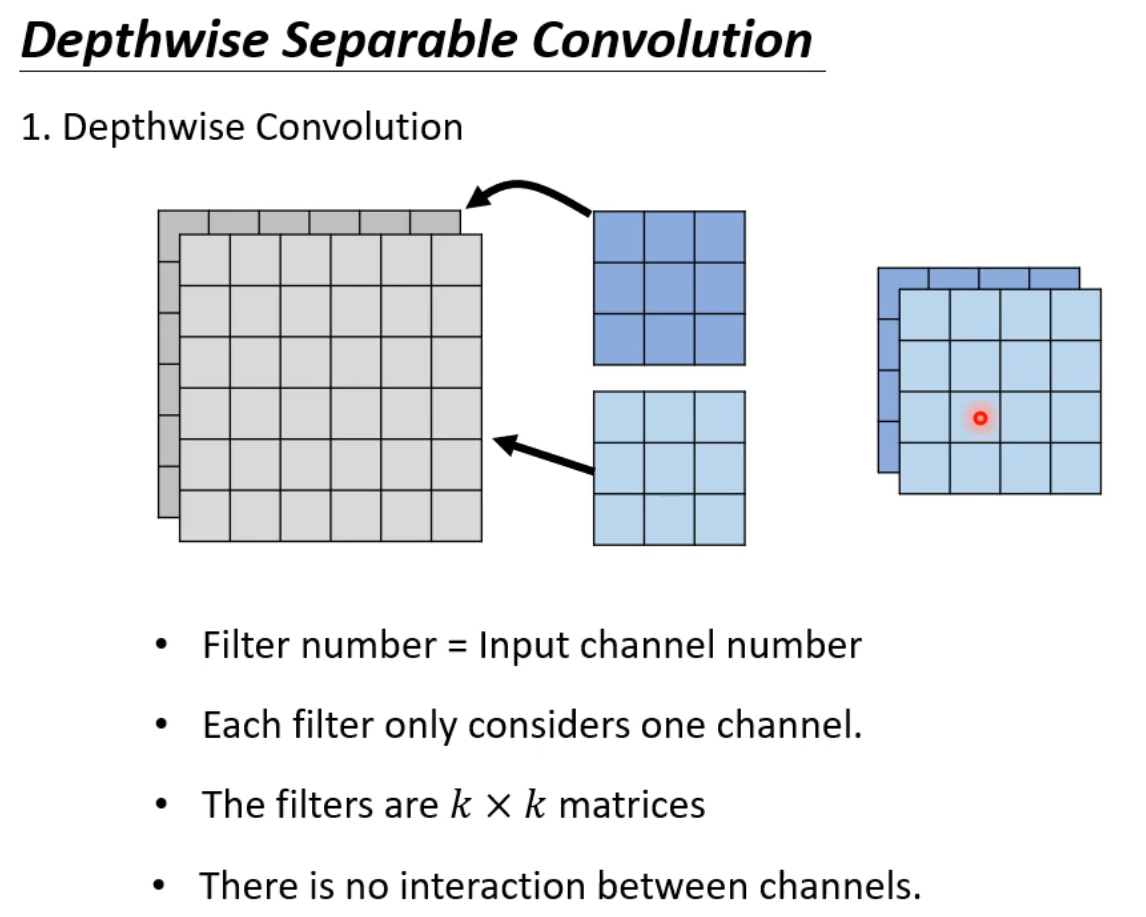 Depthwise Separable Convolution
1. Depthwise Convolution
• Filter number = Input channel number
• Each filter only considers one channel.
• The filters are k × k matrices
• There is no interaction between channels.